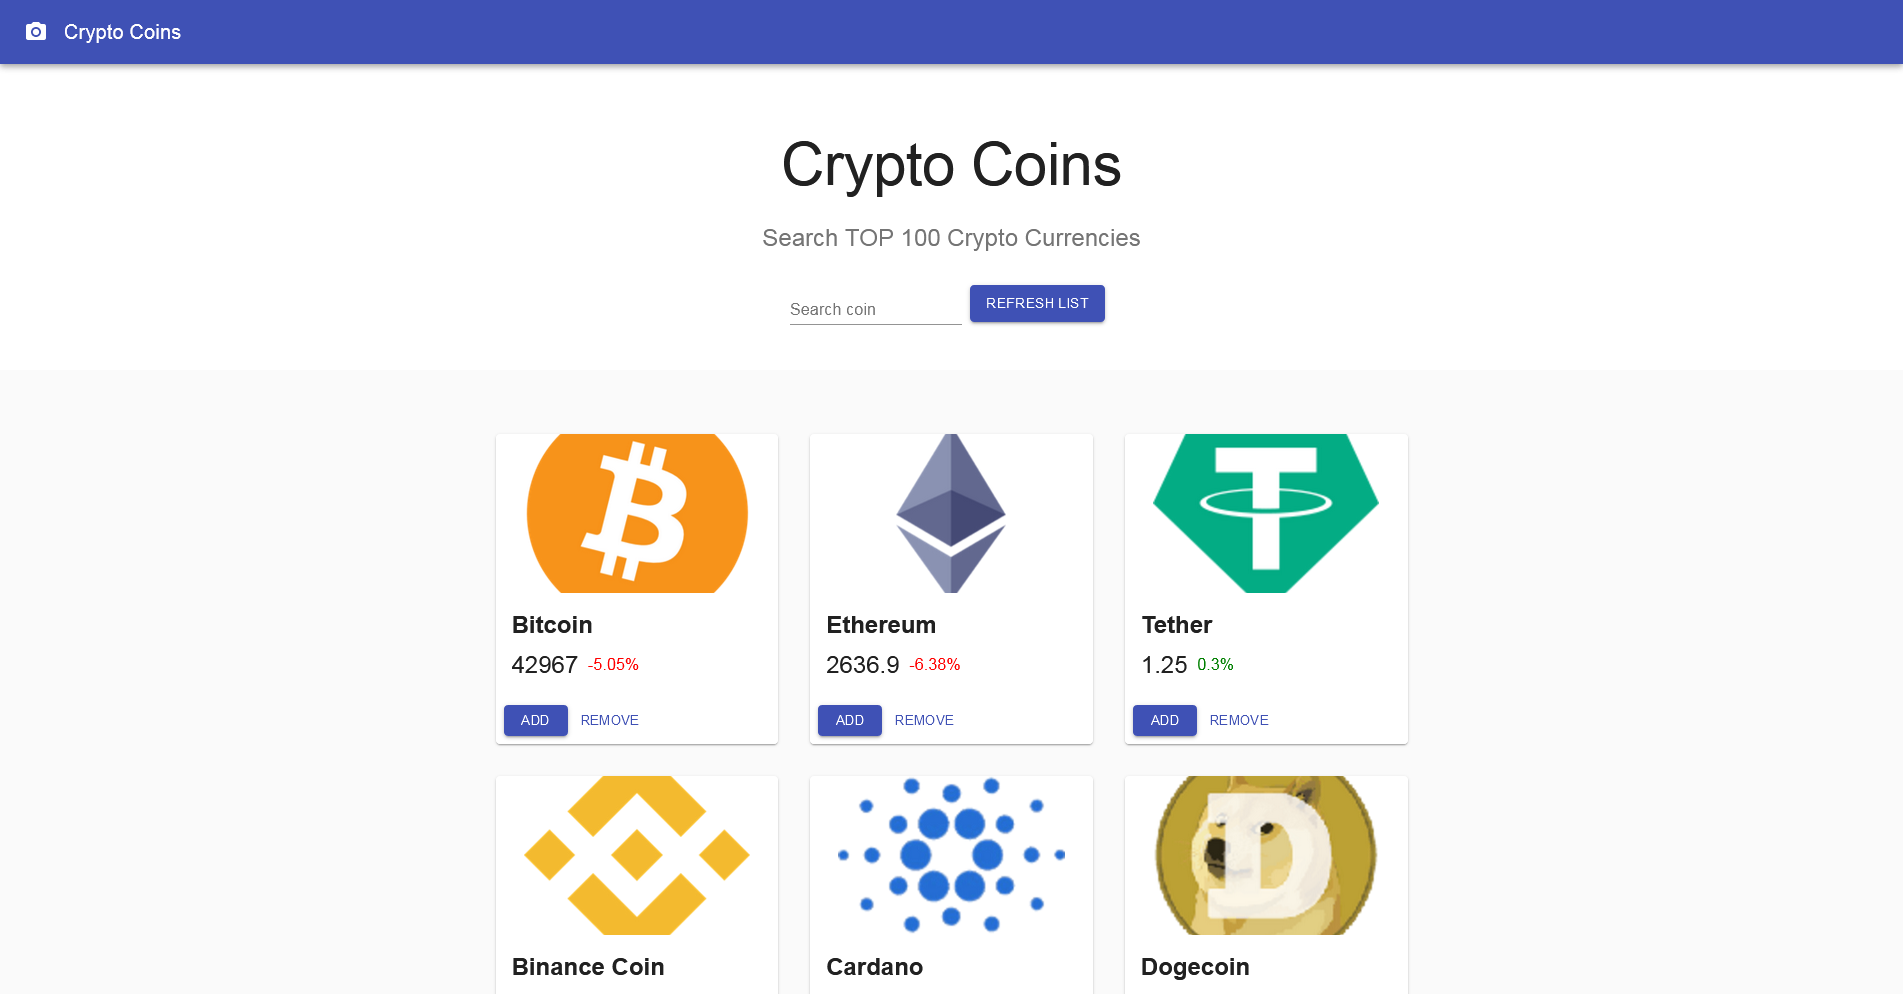 Crypto Coins
Crypto Coins
Search TOP 100 Crypto Currencies
Search coin REFRESH LIST
Bitcoin
42967 -5.05%
ADD REMOVE
Ethereum
2636.9 -6.38%
ADD REMOVE
Tether
1.25 0.3%
ADD REMOVE
Binance Coin
Cardano
Dogecoin